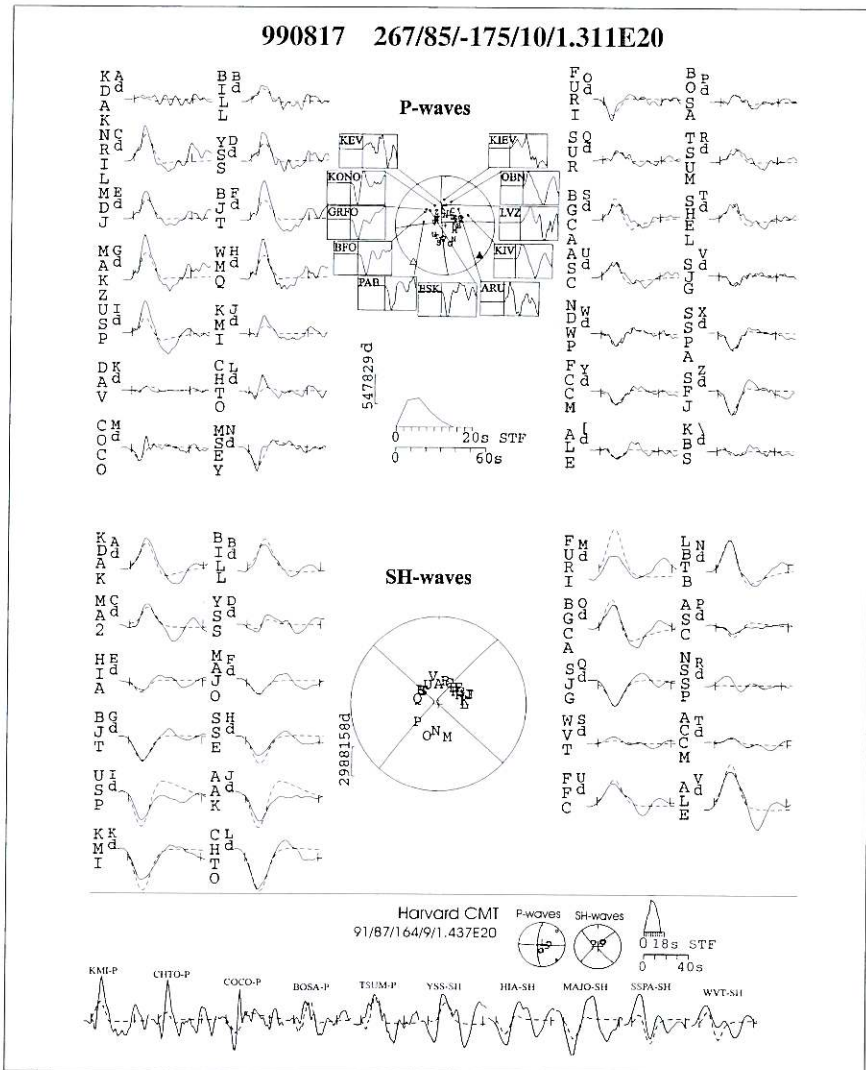 990817 267/85/-175/10/1.311E20
P-waves
KDAK A d
BILL B d
NRIL C d
YSS D d
MDJ E d
BJT F d
MAKZ G d
WMQ H d
USP I d
KMI J d
DAV K d
CHTO L d
COCO M d
MSEY N d
KEV
KIEV
KONO
OBN
GRFO
LVZ
BFO
KIV
PAB
ESK
ARU
547829d
0 20s STF
0 60s
FURI O d
BOSA P d
SUR Q d
TSUM R d
BGCA S d
SHEL T d
ASC U d
SJG V d
NDWP W d
SSPA X d
FCCM Y d
SFJ Z d
ALE [ d
KBS \ d
SH-waves
KDAK A d
BILL B d
MA2 C d
YSS D d
HIA E d
MAJO F d
BJT G d
SSE H d
USP I d
AAK J d
KMI K d
CHTO L d
2988158d
FURI M d
LBTB N d
BGCA O d
ASC P d
SJG Q d
NSSP R d
WVT S d
ACCM T d
FFC U d
ALE V d
Harvard CMT P-waves SH-waves
91/87/164/9/1.437E20
0 18s STF
0 40s
KMI-P CHTO-P COCO-P BOSA-P TSUM-P YSS-SH HIA-SH MAJO-SH SSPA-SH WVT-SH